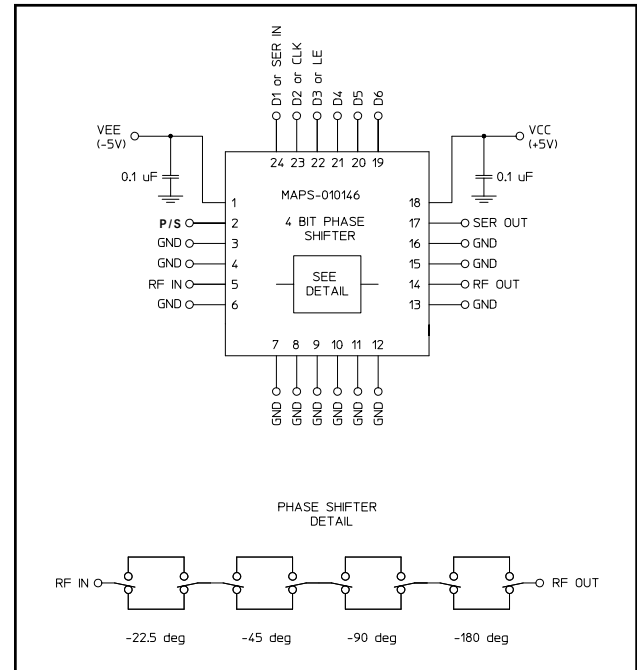 D1 or SER IN
D2 or CLK
D3 or LE
D4
D5
D6
VEE
(-5V)
VCC
(+5V)
0.1 uF
0.1 uF
24 23 22 21 20 19
MAPS-010146
4 BIT PHASE
SHIFTER
SEE
DETAIL
1
P/S 2
GND 3
GND 4
RF IN 5
GND 6
18
17 SER OUT
16 GND
15 GND
14 RF OUT
13 GND
7 8 9 10 11 12
GND GND GND GND GND GND
PHASE SHIFTER
DETAIL
RF IN RF OUT
-22.5 deg -45 deg -90 deg -180 deg